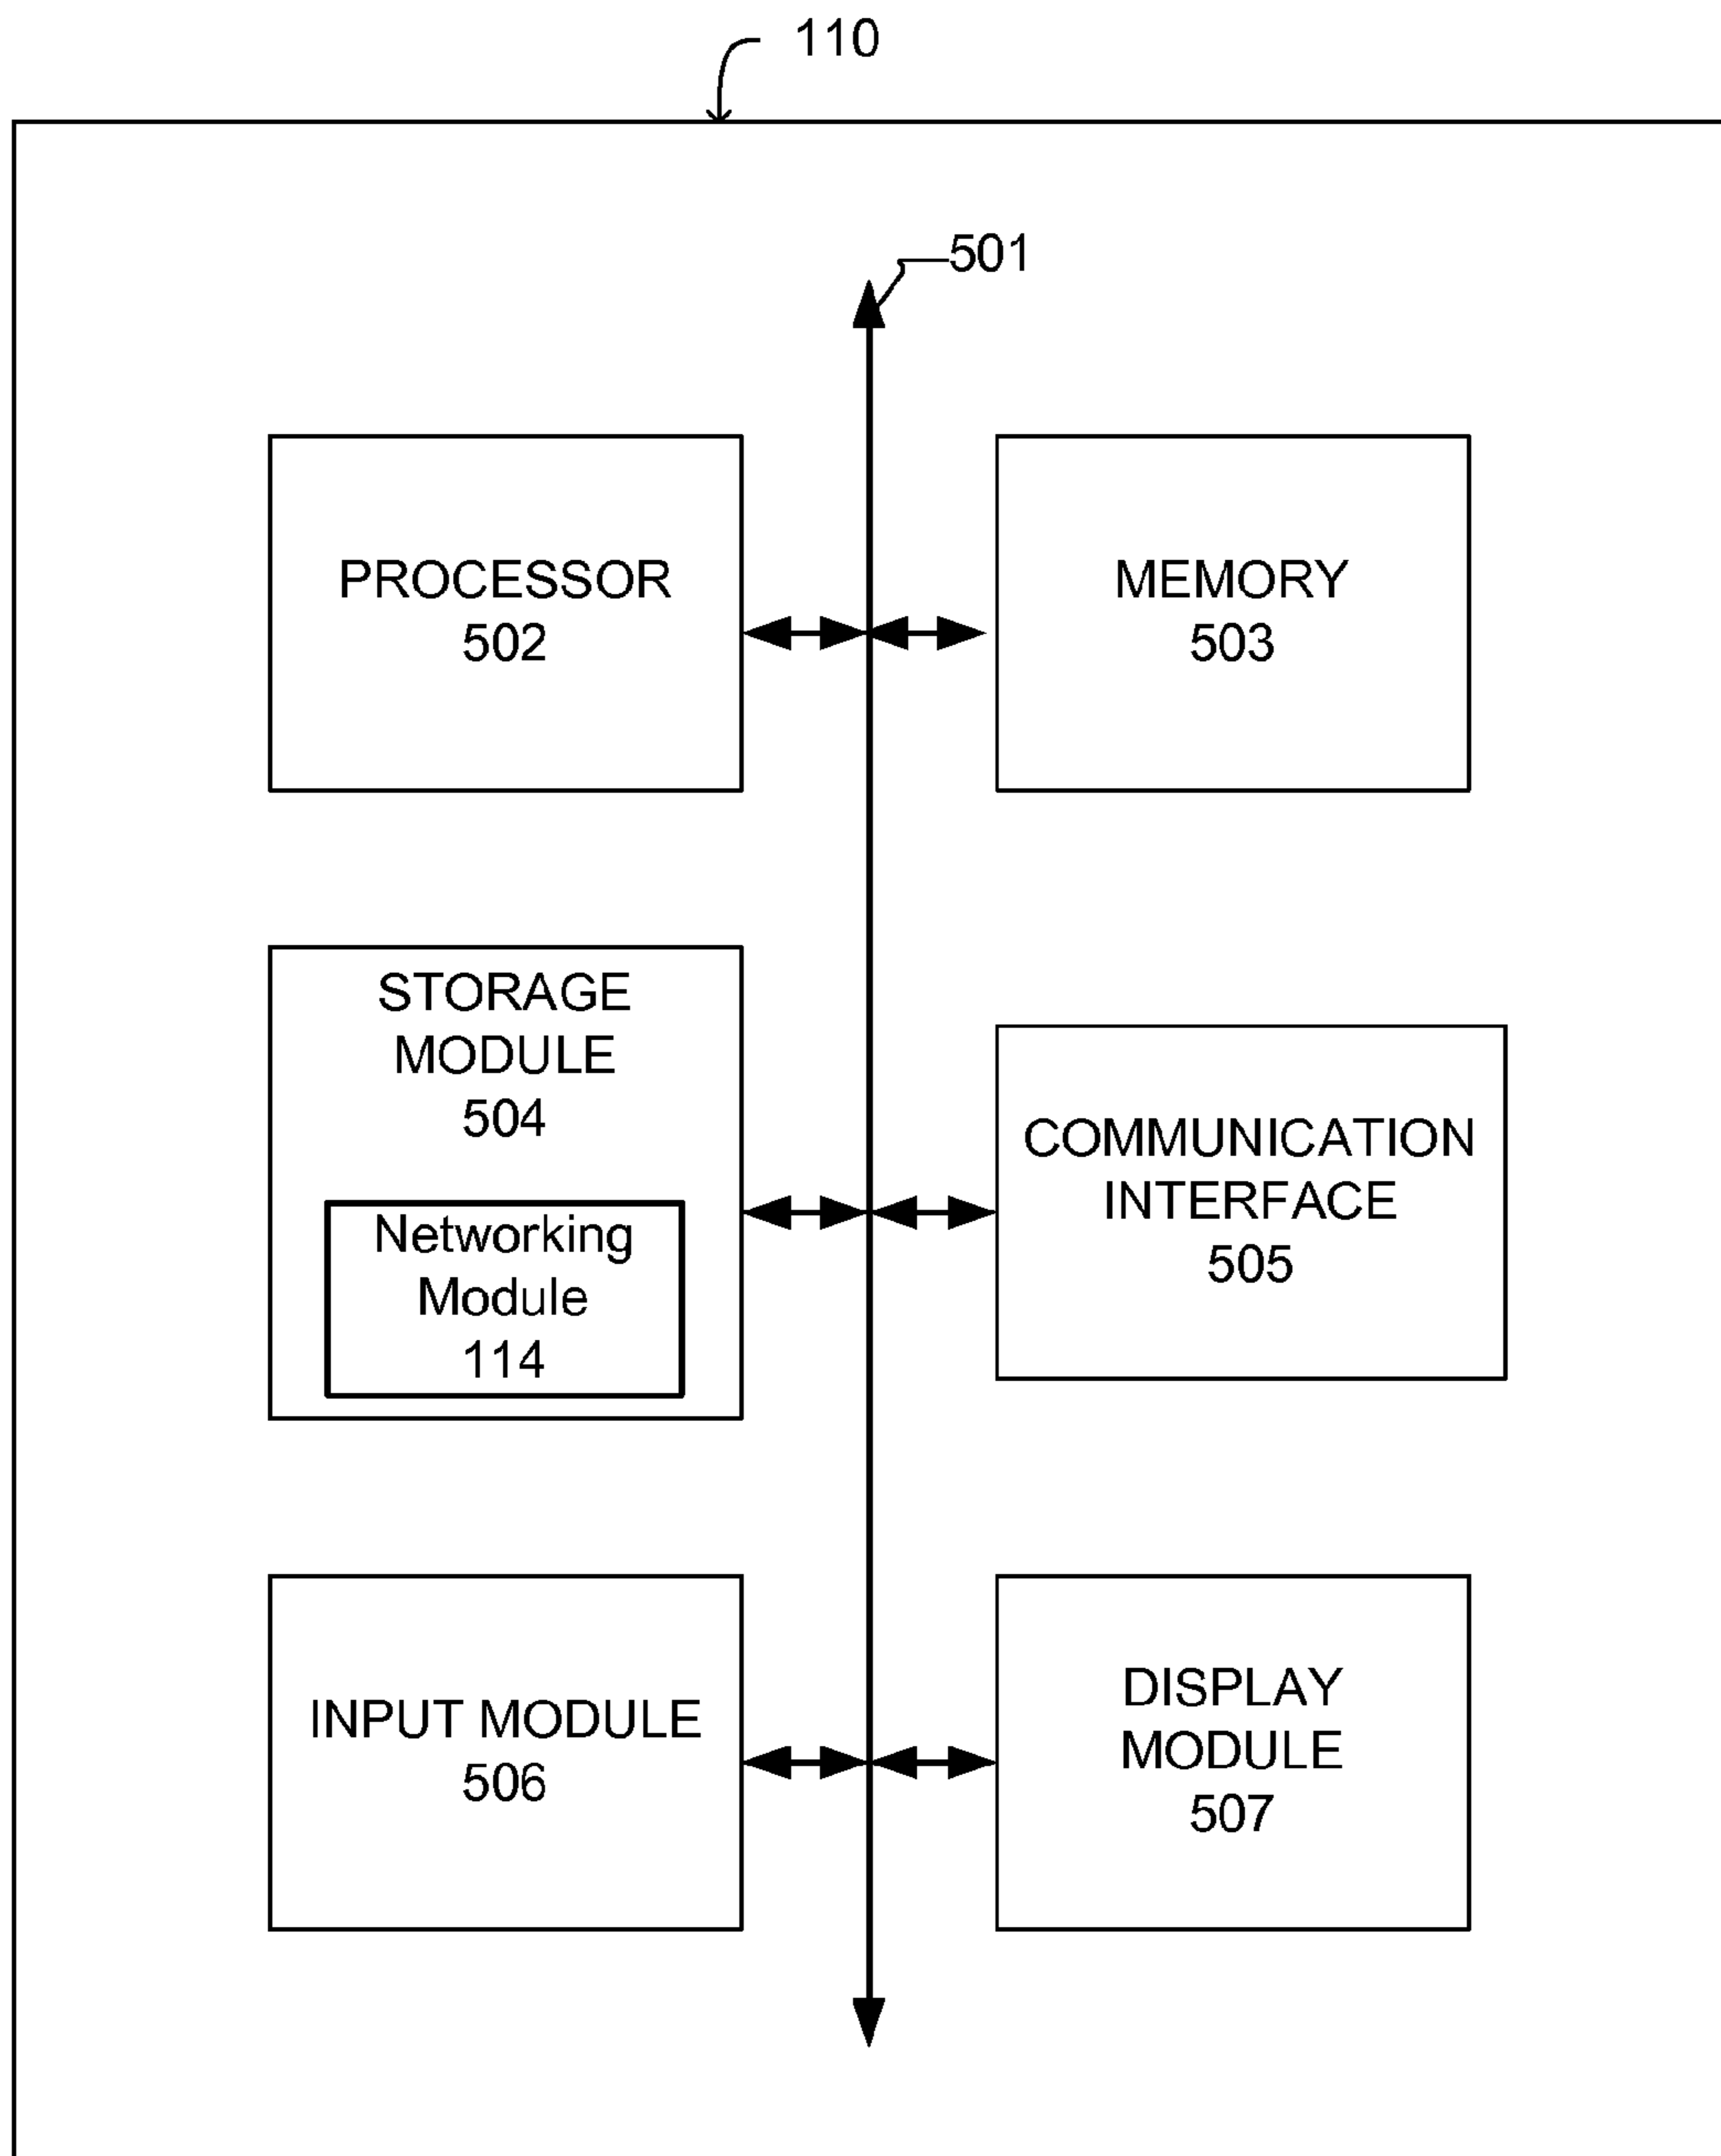 110
501
PROCESSOR
502
MEMORY
503
STORAGE
MODULE
504
Networking
Module
114
COMMUNICATION
INTERFACE
505
INPUT MODULE
506
DISPLAY
MODULE
507